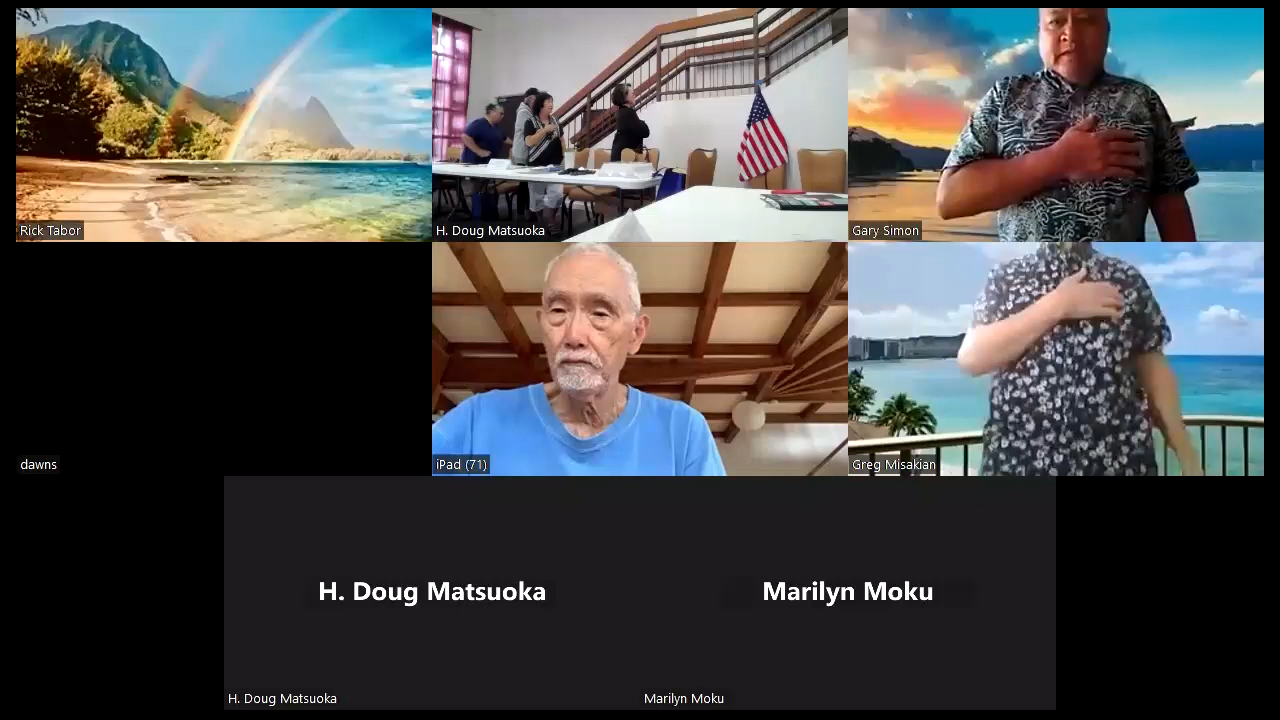 Rick Tabor
H. Doug Matsuoka
Gary Simon
dawns
iPad (71)
Greg Misakian
H. Doug Matsuoka
Marilyn Moku
H. Doug Matsuoka
Marilyn Moku